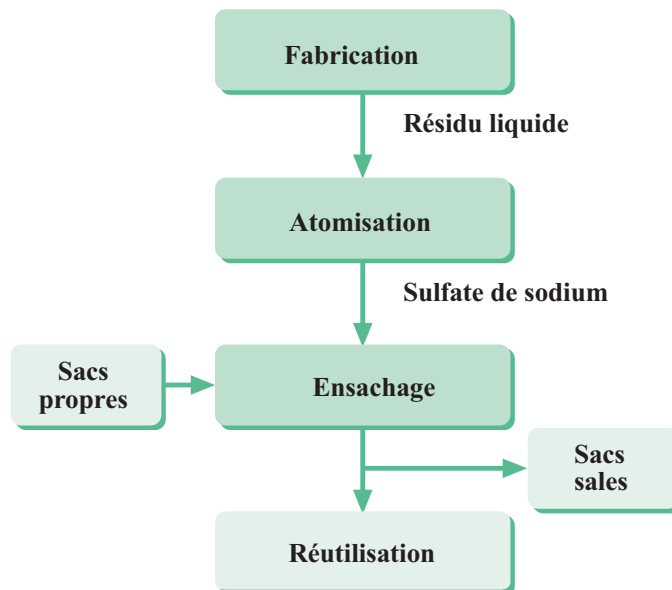 Fabrication
Résidu liquide
Atomisation
Sulfate de sodium
Sacs
propres
Ensachage
Sacs
sales
Réutilisation